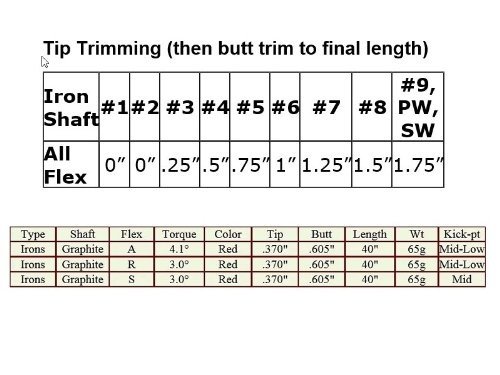 Tip Trimming (then butt trim to final length)
Iron Shaft #1 #2 #3 #4 #5 #6 #7 #8 #9, PW, SW
All Flex 0” 0” .25” .5” .75” 1” 1.25” 1.5” 1.75”
Type Shaft Flex Torque Color Tip Butt Length Wt Kick-pt
Irons Graphite A 4.1° Red .370" .605" 40" 65g Mid-Low
Irons Graphite R 3.0° Red .370" .605" 40" 65g Mid-Low
Irons Graphite S 3.0° Red .370" .605" 40" 65g Mid